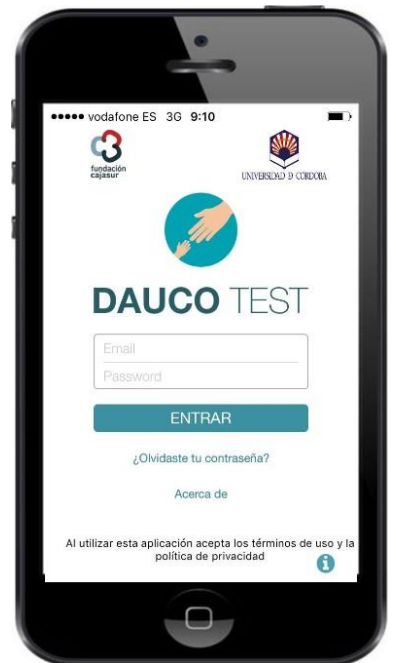 vodafone ES 3G 9:10
fundación
cajasur
UNIVERSIDAD D CÓRDOBA
DAUCO TEST
Email
Password
ENTRAR
¿Olvidaste tu contraseña?
Acerca de
Al utilizar esta aplicación acepta los términos de uso y la
política de privacidad
i